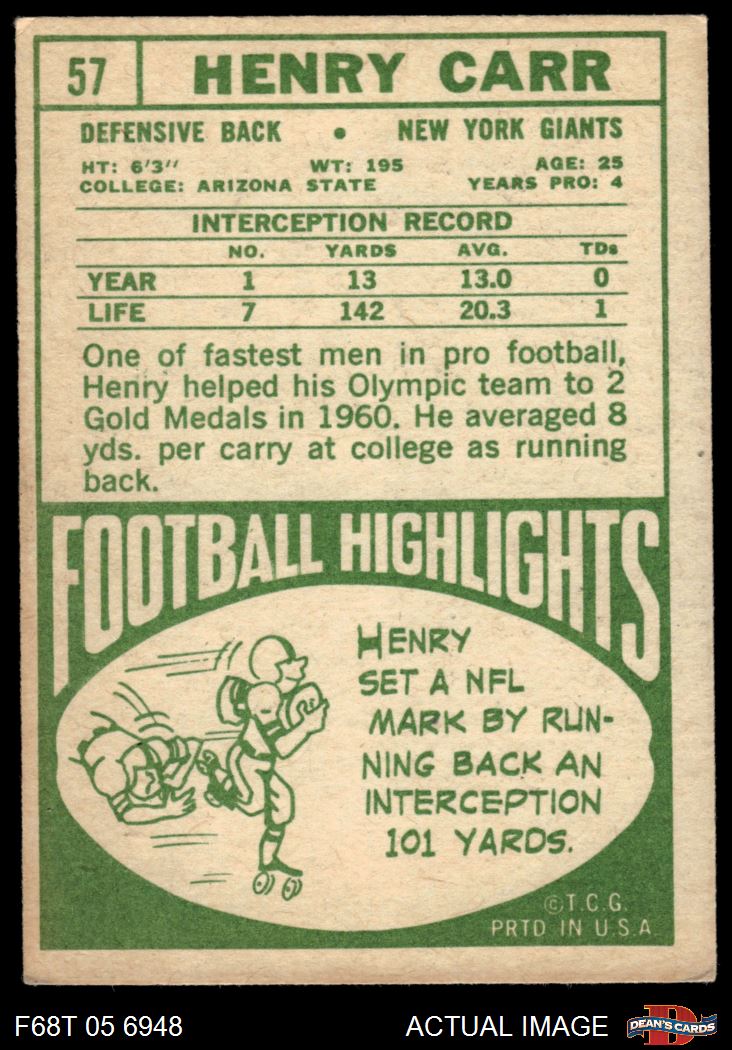 57 HENRY CARR
DEFENSIVE BACK • NEW YORK GIANTS
HT: 6'3'' WT: 195 AGE: 25
COLLEGE: ARIZONA STATE YEARS PRO: 4
INTERCEPTION RECORD
NO. YARDS AVG. TDs
YEAR 1 13 13.0 0
LIFE 7 142 20.3 1
One of fastest men in pro football,
Henry helped his Olympic team to 2
Gold Medals in 1960. He averaged 8
yds. per carry at college as running
back.
FOOTBALL HIGHLIGHTS
HENRY
SET A NFL
MARK BY RUN-
NING BACK AN
INTERCEPTION
101 YARDS.
©T.C.G.
PRTD IN U.S.A.
F68T 05 6948 ACTUAL IMAGE D DEAN'S CARDS